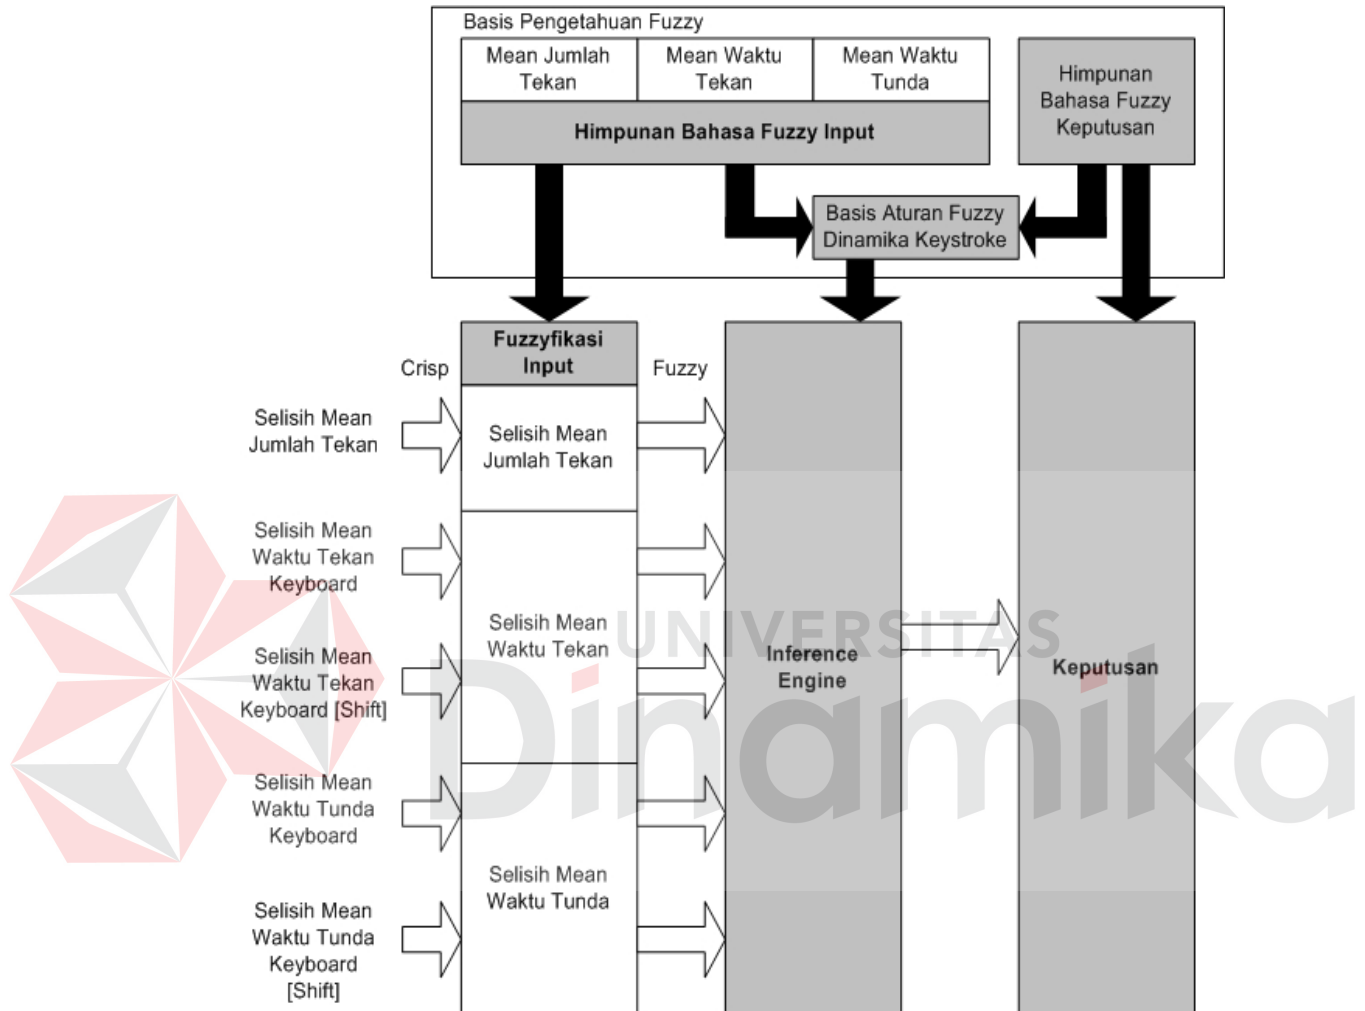 Basis Pengetahuan Fuzzy
Mean Jumlah
Tekan
Mean Waktu
Tekan
Mean Waktu
Tunda
Himpunan
Bahasa Fuzzy
Keputusan
Himpunan Bahasa Fuzzy Input
Basis Aturan Fuzzy
Dinamika Keystroke
Fuzzyfikasi
Input
Crisp
Fuzzy
Selisih Mean
Jumlah Tekan
Selisih Mean
Jumlah Tekan
Selisih Mean
Waktu Tekan
Keyboard
Selisih Mean
Waktu Tekan
Selisih Mean
Waktu Tekan
Keyboard [Shift]
Inference
Engine
Keputusan
Selisih Mean
Waktu Tunda
Keyboard
Selisih Mean
Waktu Tunda
Selisih Mean
Waktu Tunda
Keyboard
[Shift]
UNIVERSITAS
Dinamika